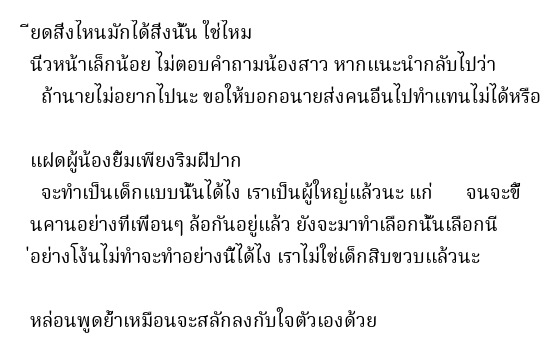 ียดสิ่งไหนมักได้สิ่งนั้น ใช่ไหม
นิ่วหน้าเล็กน้อย ไม่ตอบคำถามน้องสาว หากแนะนำกลับไปว่า
ถ้านายไม่อยากไปนะ ขอให้บอกอนายส่งคนอื่นไปทำแทนไม่ได้หรือ
แฝดผู้น้องยิ้มเพียงริมฝีปาก
จะทำเป็นเด็กแบบนั้นได้ไง เราเป็นผู้ใหญ่แล้วนะ แก่ จนจะขึ้
นคานอย่างที่เพื่อนๆ ล้อกันอยู่แล้ว ยังจะมาทำเลือกนั้นเลือกนี
่อย่างโง้นไม่ทำจะทำอย่างนี้ได้ไง เราไม่ใช่เด็กสิบขวบแล้วนะ
หล่อนพูดย้ำเหมือนจะสลักลงกับใจตัวเองด้วย